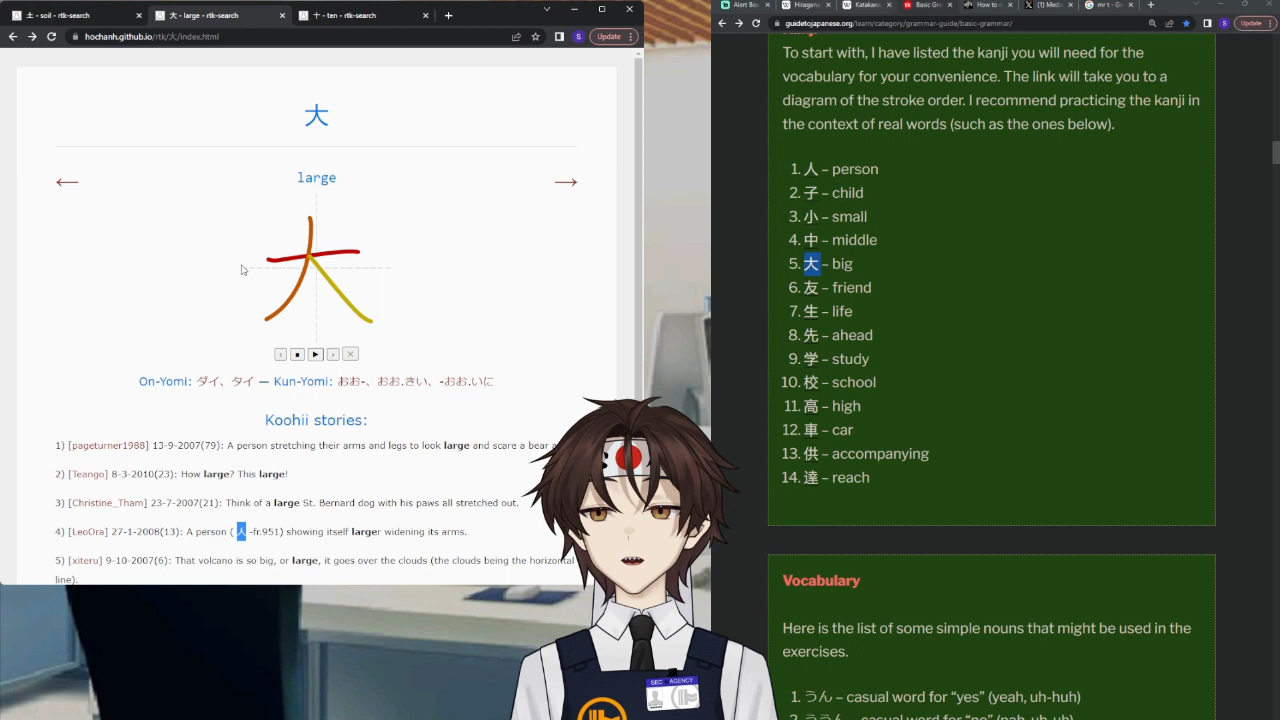 土 - soil - rtk-search
大 - large - rtk-search
十 - ten - rtk-search
hochanh.github.io/rtk/大/index.html
S
Update
大
large
On-Yomi: ダイ、タイ — Kun-Yomi: おお-、おお.きい、-おお.いに
Koohii stories:
1) [pageturner1988] 13-9-2007(79): A person stretching their arms and legs to look large and scare a bear
2) [Teango] 8-3-2010(23): How large? This large!
3) [Christine_Tham] 23-7-2007(21): Think of a large St. Bernard dog with his paws all stretched out.
4) [LeoOra] 27-1-2008(13): A person ( 人 -fr.951) showing itself larger widening its arms.
5) [xiteru] 9-10-2007(6): That volcano is so big, or large, it goes over the clouds (the clouds being the horizontal
line).
SEC AGENCY
Alert Bo
Hiragana
Katakana
Basic Gr
How to d
(2) Medi
mr t - G
guidetojapanese.org/learn/category/grammar-guide/basic-grammar/
S
Update
To start with, I have listed the kanji you will need for the
vocabulary for your convenience. The link will take you to a
diagram of the stroke order. I recommend practicing the kanji in
the context of real words (such as the ones below).
1. 人 – person
2. 子 – child
3. 小 – small
4. 中 – middle
5. 大 – big
6. 友 – friend
7. 生 – life
8. 先 – ahead
9. 学 – study
10. 校 – school
11. 高 – high
12. 車 – car
13. 供 – accompanying
14. 達 – reach
Vocabulary
Here is the list of some simple nouns that might be used in the
exercises.
1. うん – casual word for “yes” (yeah, uh-huh)